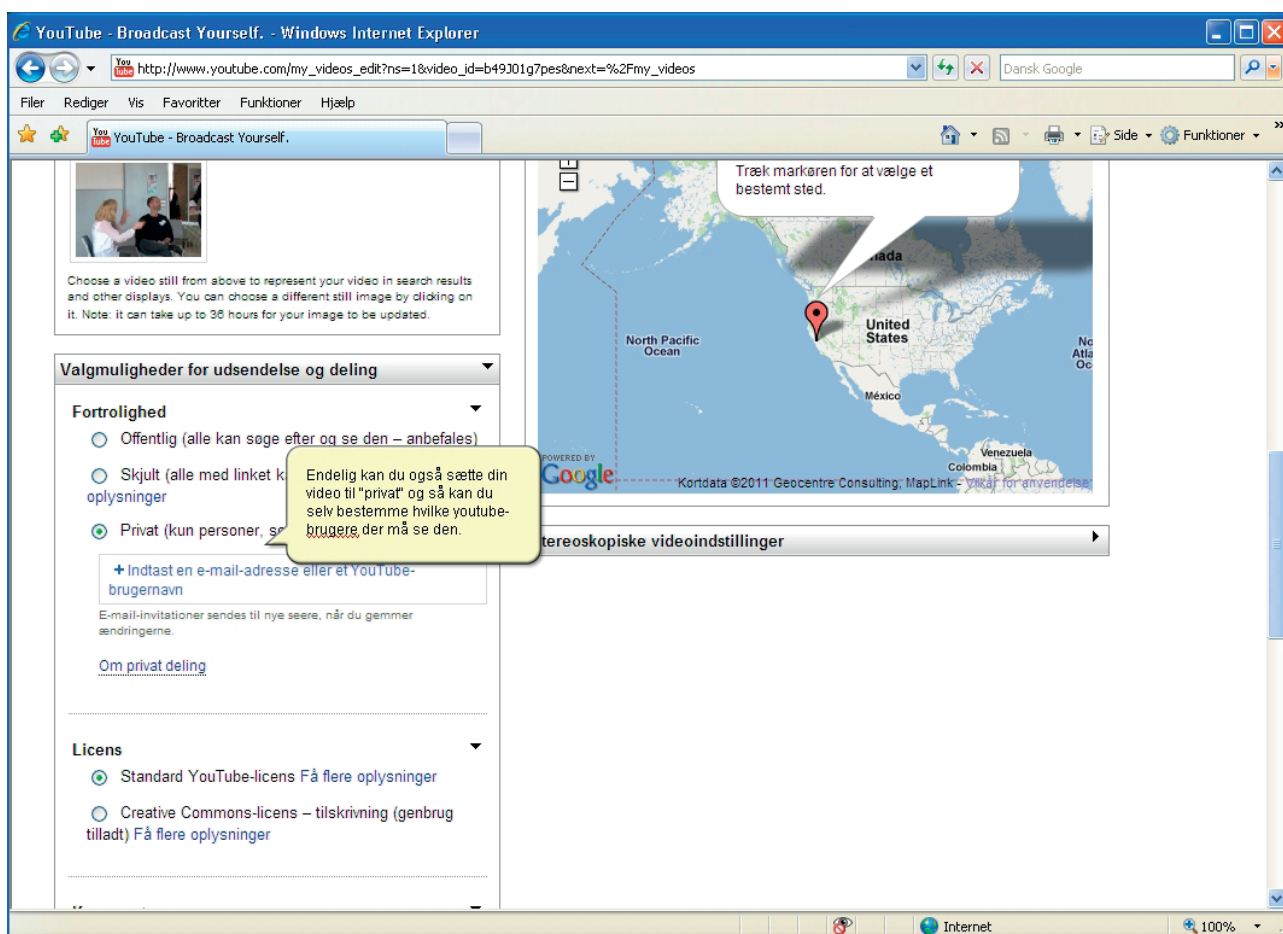 YouTube - Broadcast Yourself. - Windows Internet Explorer
http://www.youtube.com/my_videos_edit?ns=1&video_id=b49J01g7pes&next=%2Fmy_videos
Dansk Google
Filer Rediger Vis Favoritter Funktioner Hjælp
YouTube - Broadcast Yourself.
Side Funktioner
Choose a video still from above to represent your video in search results
and other displays. You can choose a different still image by clicking on
it. Note: it can take up to 36 hours for your image to be updated.
Valgmuligheder for udsendelse og deling
Fortrolighed
Offentlig (alle kan søge efter og se den – anbefales)
Skjult (alle med linket
oplysninger
Privat (kun personer,
Endelig kan du også sætte din
video til "privat" og så kan du
selv bestemme hvilke youtube-
brugere der må se den.
+ Indtast en e-mail-adresse eller et YouTube-
brugernavn
E-mail-invitationer sendes til nye seere, når du gemmer
ændringerne.
Om privat deling
Licens
Standard YouTube-licens Få flere oplysninger
Creative Commons-licens – tilskrivning (genbrug
tilladt) Få flere oplysninger
Træk markøren for at vælge et
bestemt sted.
United
States
North Pacific
Ocean
México
Venezuela
Colombia
POWERED BY
Google
Kortdata ©2011 Geocentre Consulting, MapLink - Vilkår for anvendelse
tereoskopiske videoindstillinger
Internet
100%